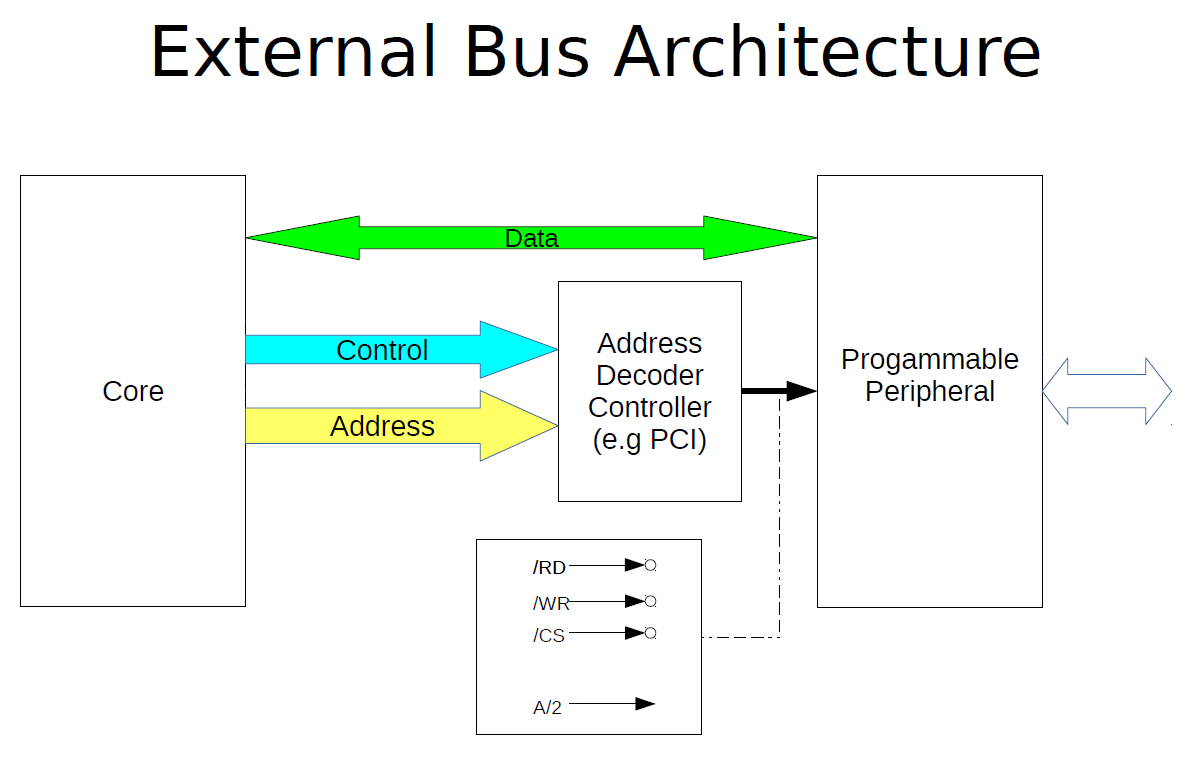 External Bus Architecture
Data
Control
Address
Core
Address
Decoder
Controller
(e.g PCI)
Progammable
Peripheral
/RD
/WR
/CS
A/2